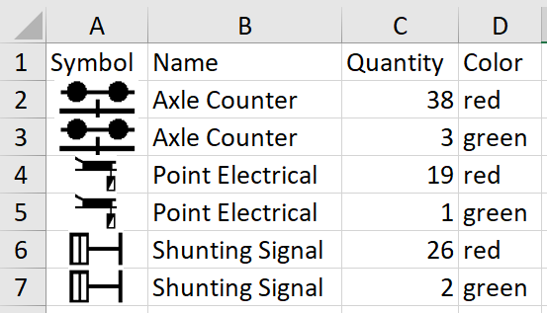 A B C D
1 Symbol Name Quantity Color
2 Axle Counter 38 red
3 Axle Counter 3 green
4 Point Electrical 19 red
5 Point Electrical 1 green
6 Shunting Signal 26 red
7 Shunting Signal 2 green